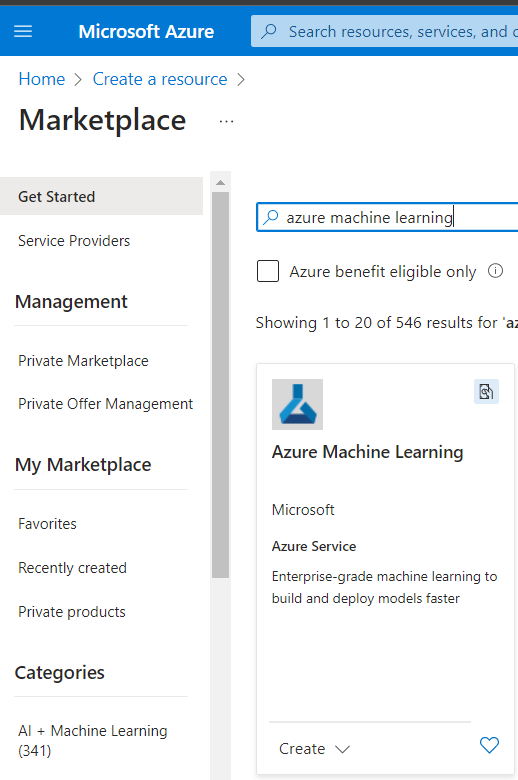 Microsoft Azure
Search resources, services, and
Home
Create a resource
Marketplace
...
Get Started
Service Providers
Management
Private Marketplace
Private Offer Management
My Marketplace
Favorites
Recently created
Private products
Categories
AI + Machine Learning
(341)
azure machine learning
Azure benefit eligible only
Showing 1 to 20 of 546 results for 'az
Azure Machine Learning
Microsoft
Azure Service
Enterprise-grade machine learning to
build and deploy models faster
Create